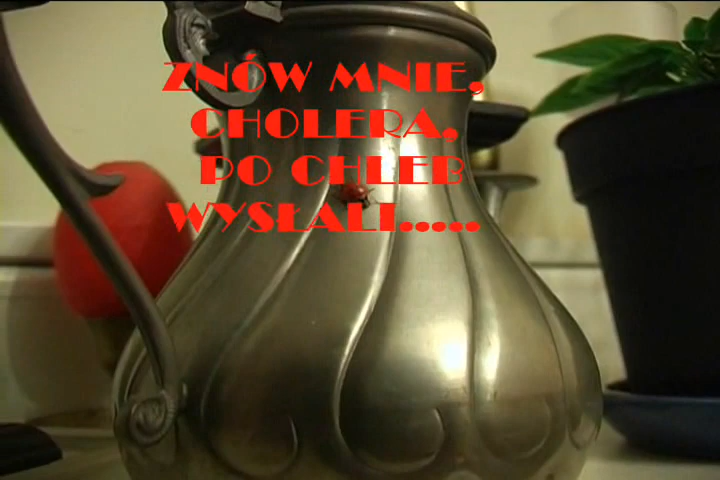 ZNÓW MNIE,
CHOLERA,
PO CHLEB
WYSŁALI.....